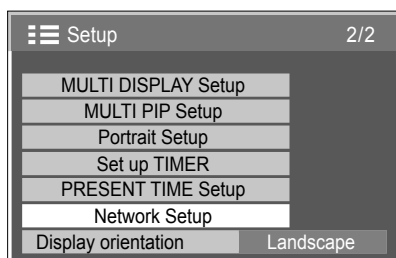 Setup 2/2
MULTI DISPLAY Setup
MULTI PIP Setup
Portrait Setup
Set up TIMER
PRESENT TIME Setup
Network Setup
Display orientation Landscape